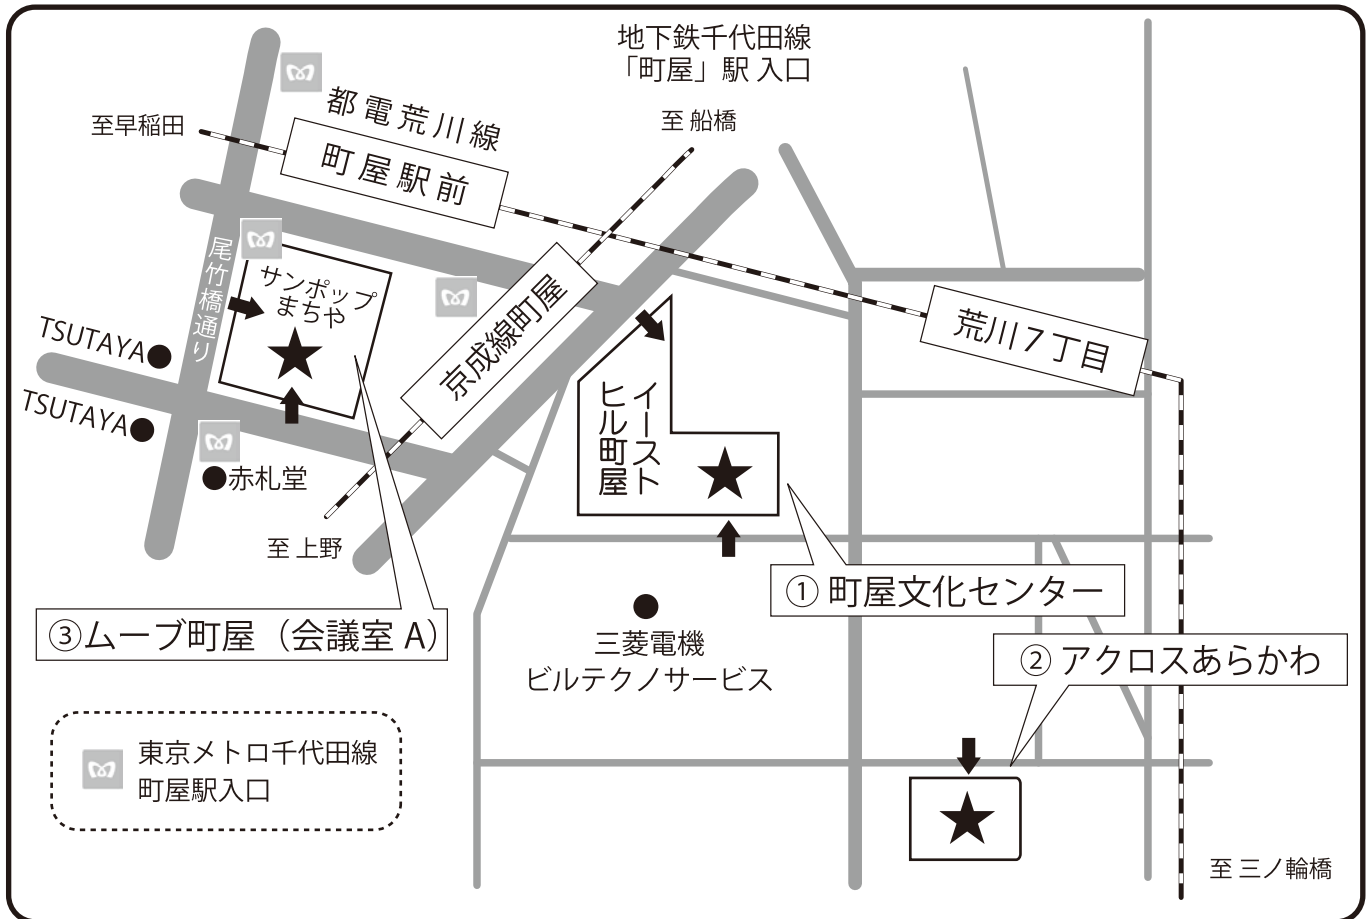 地下鉄千代田線
「町屋」駅 入口
至早稲田
都電荒川線
町屋駅前
至 船橋
尾竹橋通り
サンポップ
まちや
TSUTAYA
TSUTAYA
赤札堂
京成線町屋
至 上野
イースト
ヒル町屋
荒川7丁目
① 町屋文化センター
② アクロスあらかわ
③ムーブ町屋（会議室 A）
三菱電機
ビルテクノサービス
東京メトロ千代田線
町屋駅入口
至 三ノ輪橋